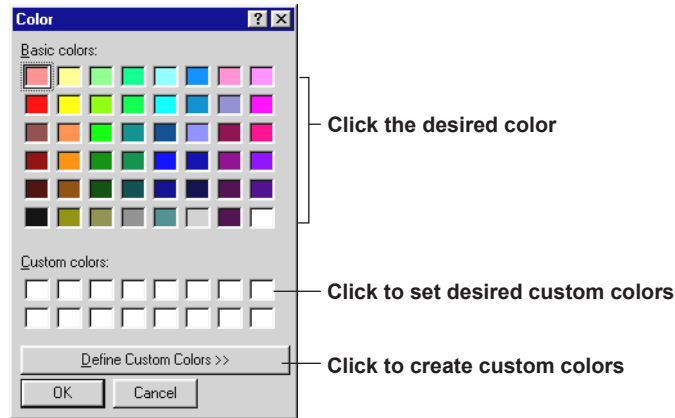 Color
Basic colors:
Click the desired color
Custom colors:
Click to set desired custom colors
Define Custom Colors >>
Click to create custom colors
OK
Cancel